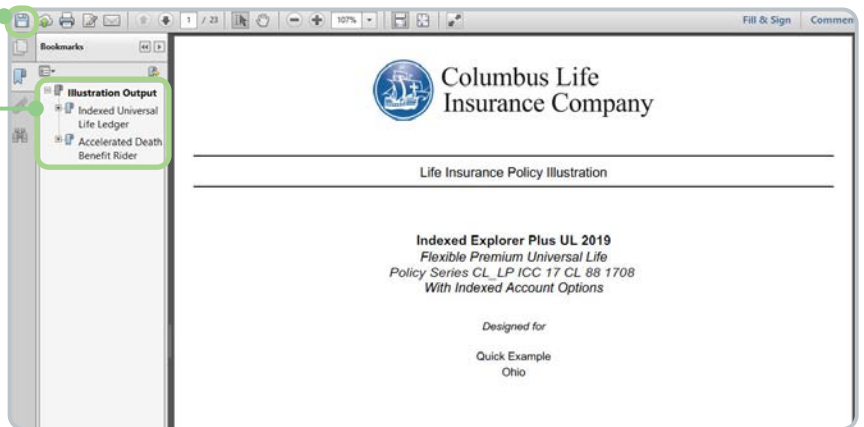 1 / 23
107%
Fill & Sign
Commen
Bookmarks
Illustration Output
Indexed Universal
Life Ledger
Accelerated Death
Benefit Rider
Columbus Life
Insurance Company
Life Insurance Policy Illustration
Indexed Explorer Plus UL 2019
Flexible Premium Universal Life
Policy Series CL_LP ICC 17 CL 88 1708
With Indexed Account Options
Designed for
Quick Example
Ohio